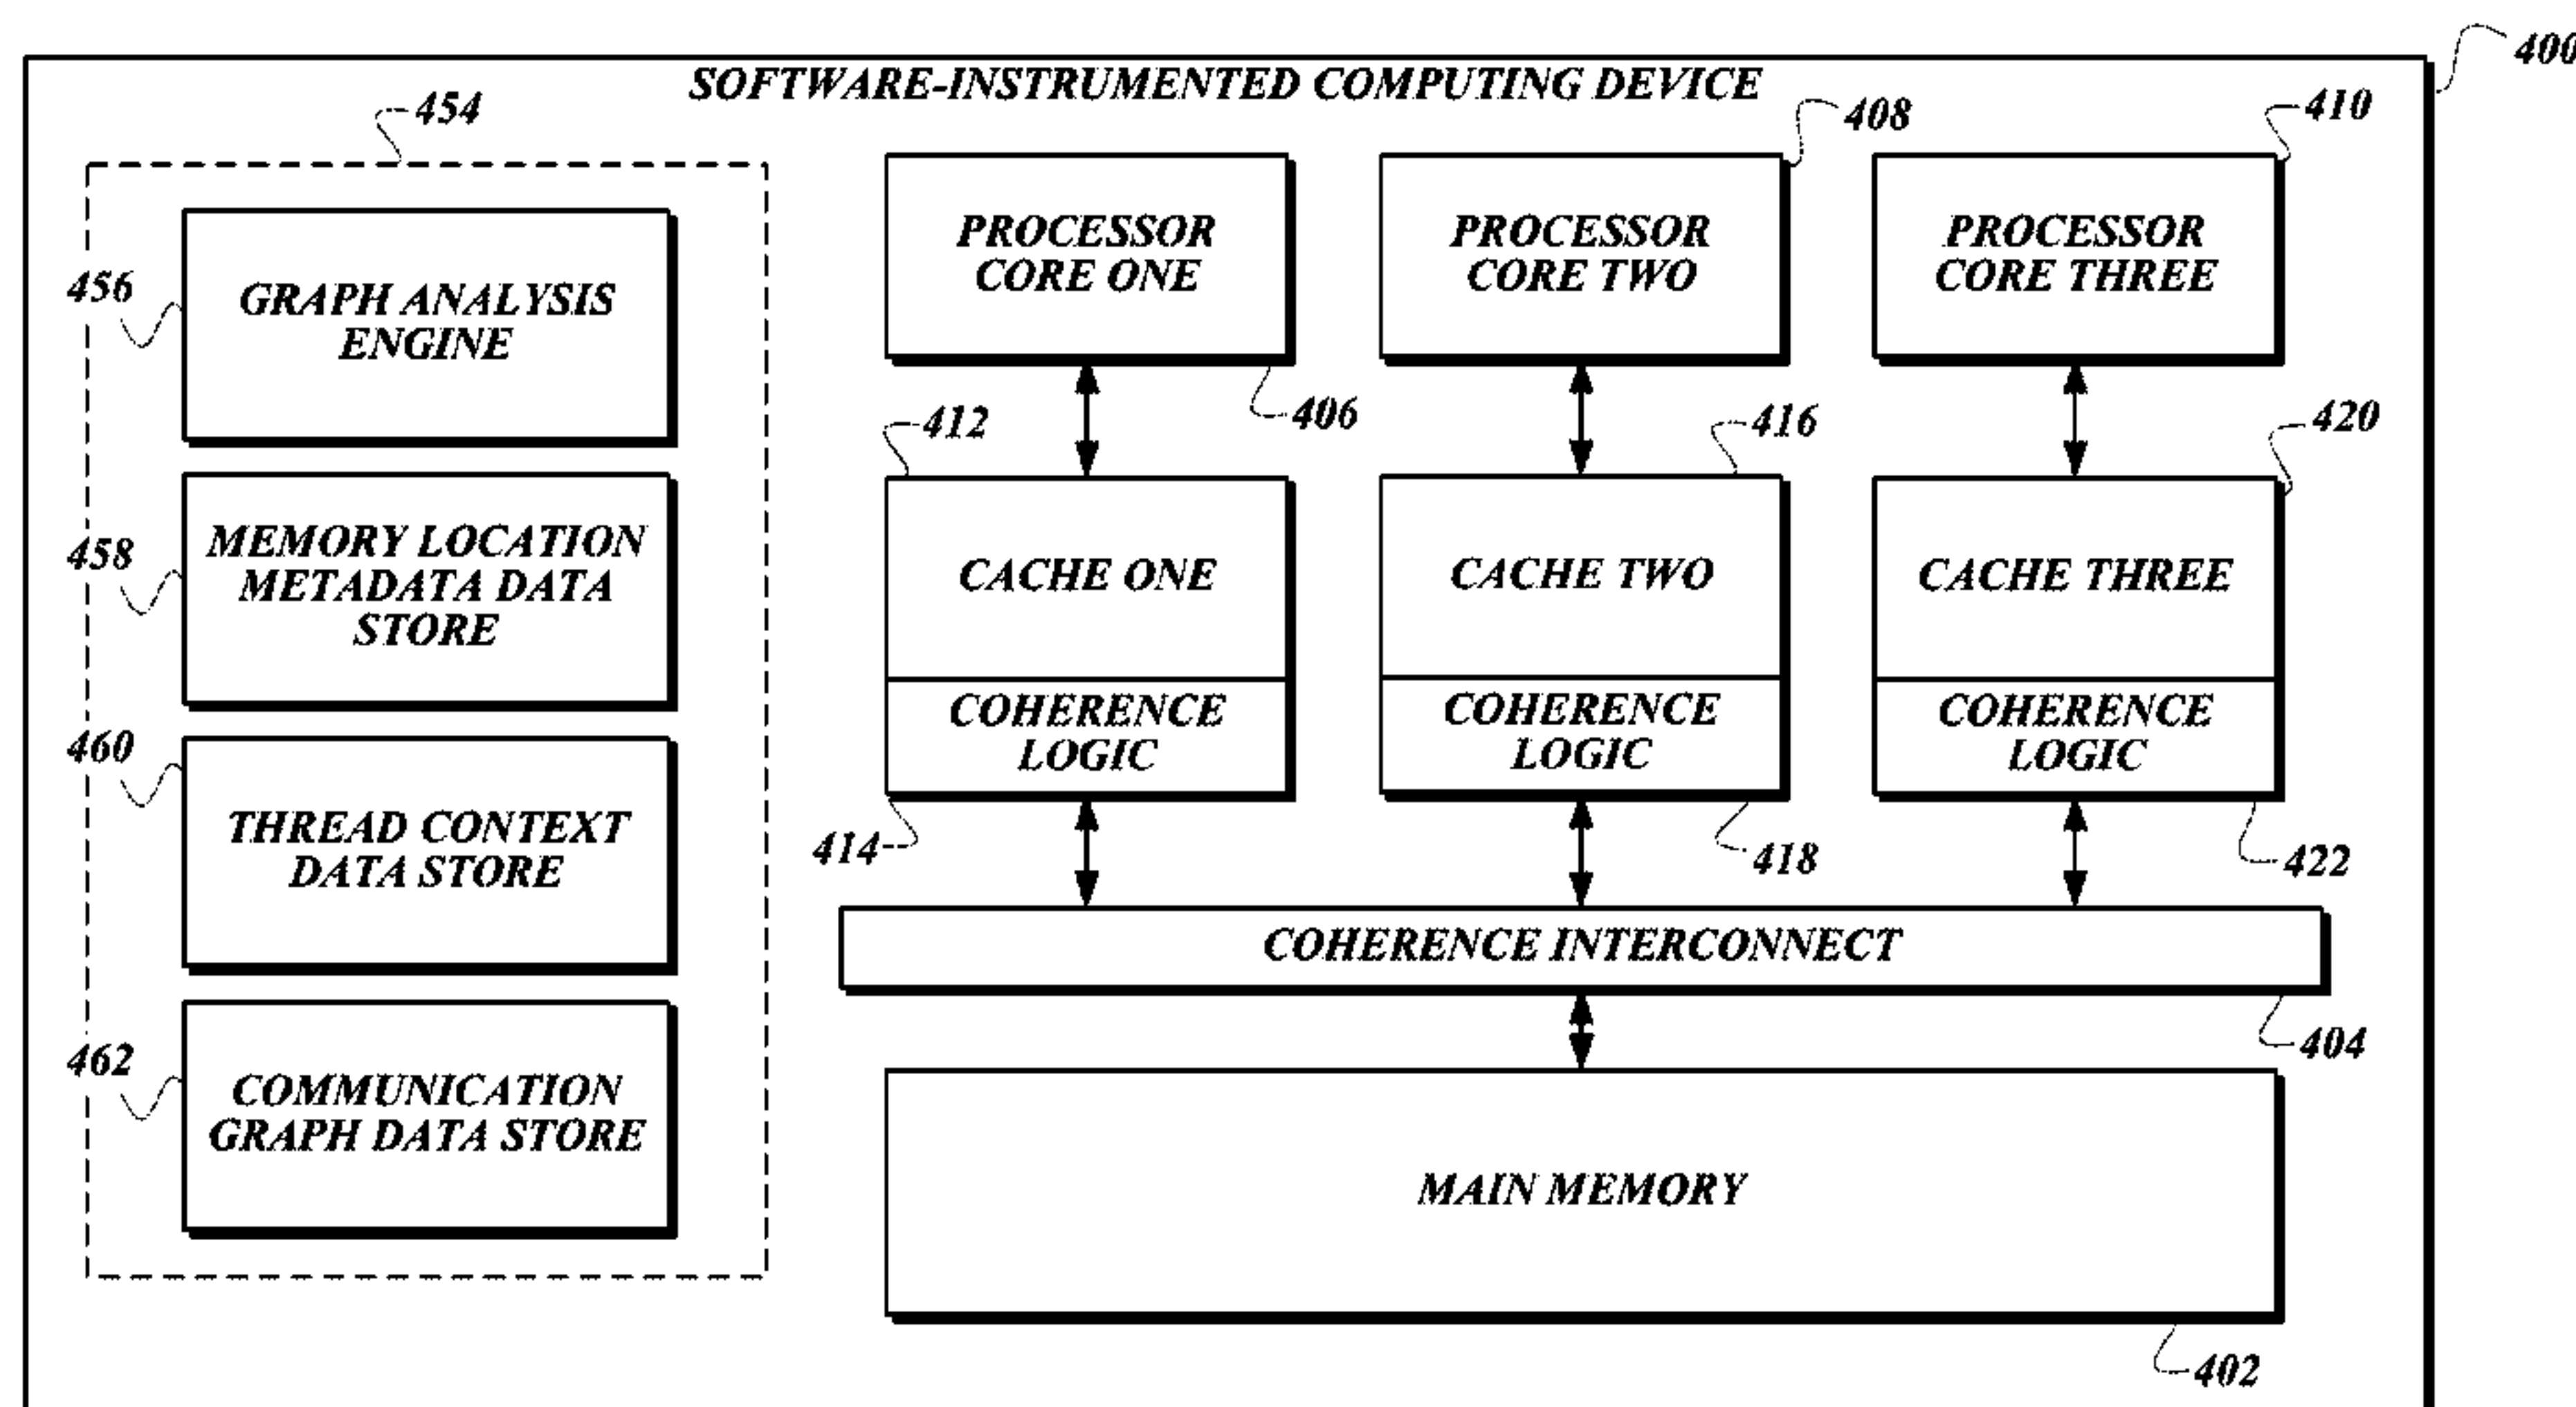 400
SOFTWARE-INSTRUMENTED COMPUTING DEVICE
454
456
GRAPH ANALYSIS
ENGINE
458
MEMORY LOCATION
METADATA DATA
STORE
460
THREAD CONTEXT
DATA STORE
462
COMMUNICATION
GRAPH DATA STORE
408
410
PROCESSOR
CORE ONE
PROCESSOR
CORE TWO
PROCESSOR
CORE THREE
406
412
416
420
CACHE ONE
CACHE TWO
CACHE THREE
COHERENCE
LOGIC
COHERENCE
LOGIC
COHERENCE
LOGIC
414
418
422
COHERENCE INTERCONNECT
404
MAIN MEMORY
402